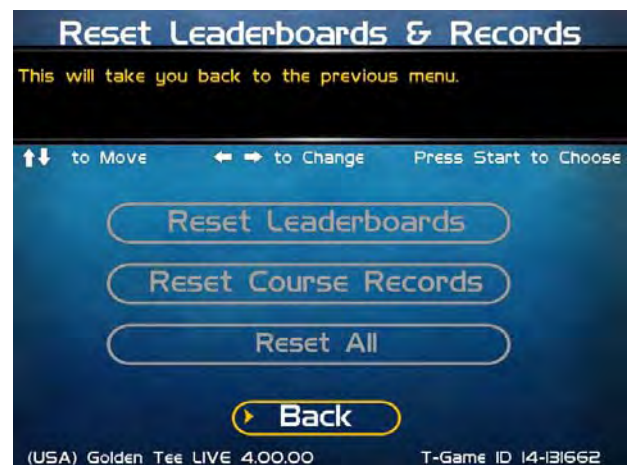 Reset Leaderboards & Records
This will take you back to the previous menu.
to Move to Change Press Start to Choose
Reset Leaderboards
Reset Course Records
Reset All
Back
(USA) Golden Tee LIVE 4.00.00 T-Game ID 14-131662